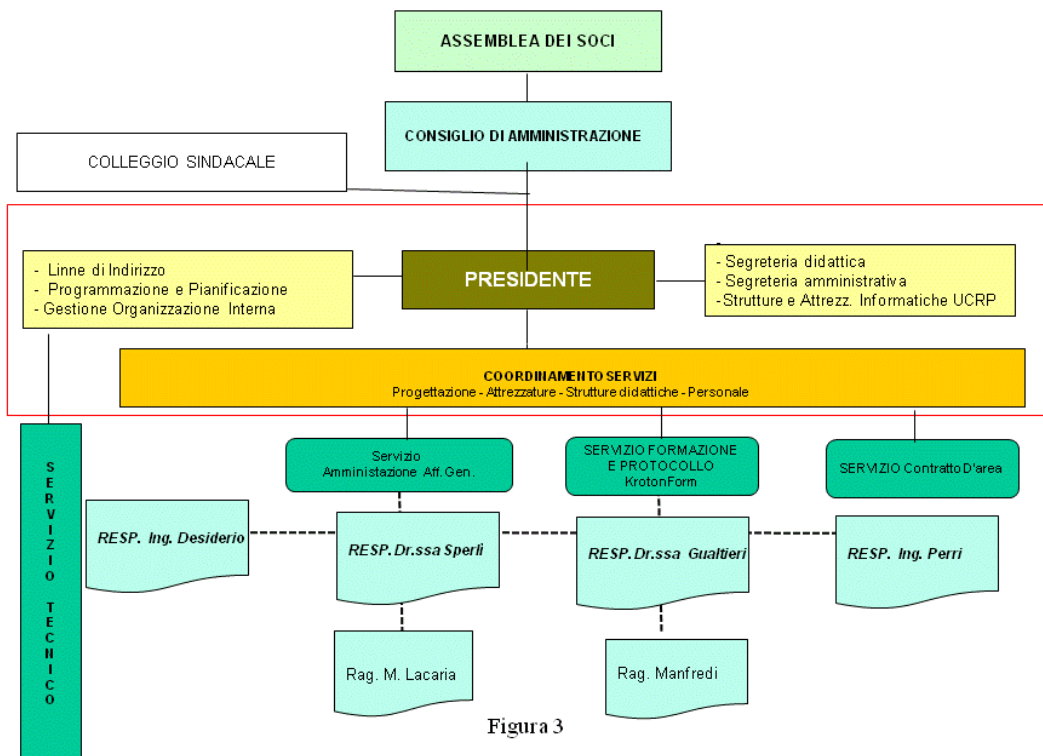 ASSEMBLEA DEI SOCI
CONSIGLIO DI AMMINISTRAZIONE
COLLEGGIO SINDACALE
- Linne di Indirizzo
- Programmazione e Pianificazione
- Gestione Organizzazione Interna
PRESIDENTE
-
- Segreteria didattica
- Segreteria amministrativa
-Strutture e Attrezz. Informatiche UCRP
COORDINAMENTO SERVIZI
Progettazione - Attrezzature - Strutture didattiche - Personale
SERVIZIO TECNICO
Servizio
Amministazione Aff. Gen.
SERVIZIO FORMAZIONE
E PROTOCOLLO
KrotonForm
SERVIZIO Contratto D'area
RESP. Ing. Desiderio
RESP. Dr.ssa Sperlì
RESP. Dr.ssa Gualtieri
RESP. Ing. Perri
Rag. M. Lacaria
Rag. Manfredi
Figura 3